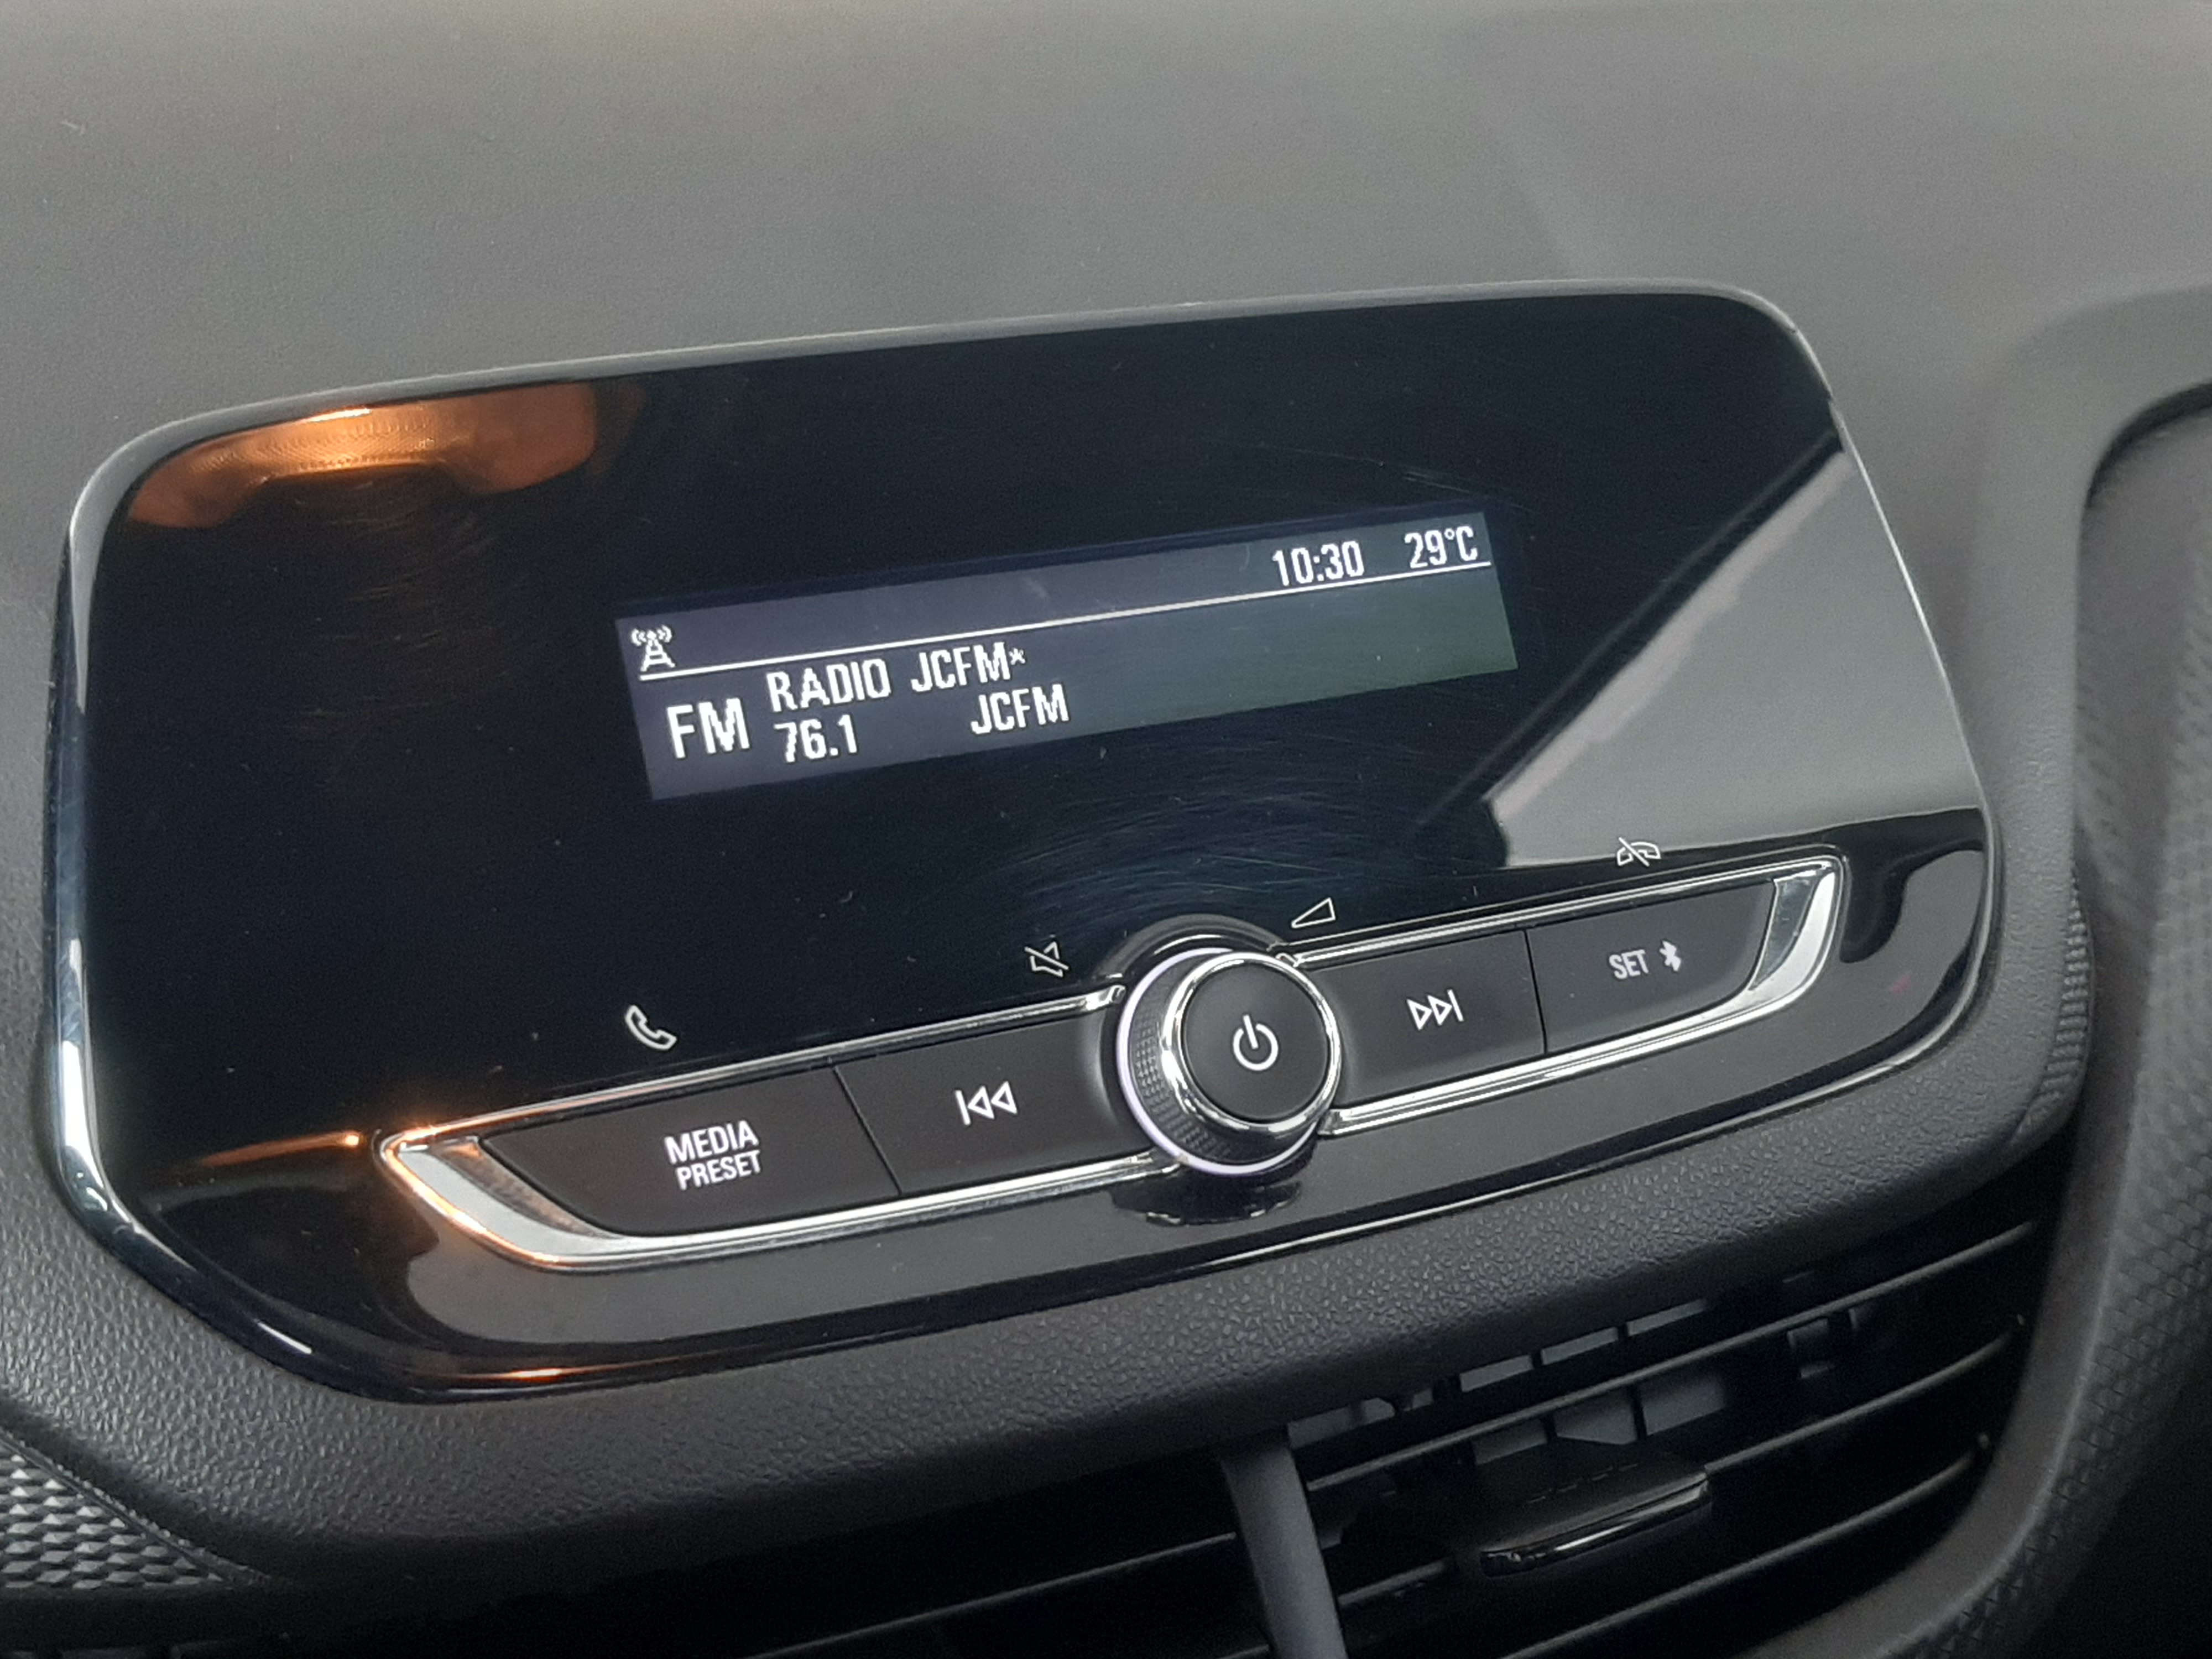 10:30 29°C
RADIO JCFM*
FM 76.1 JCFM
MEDIA
PRESET
SET